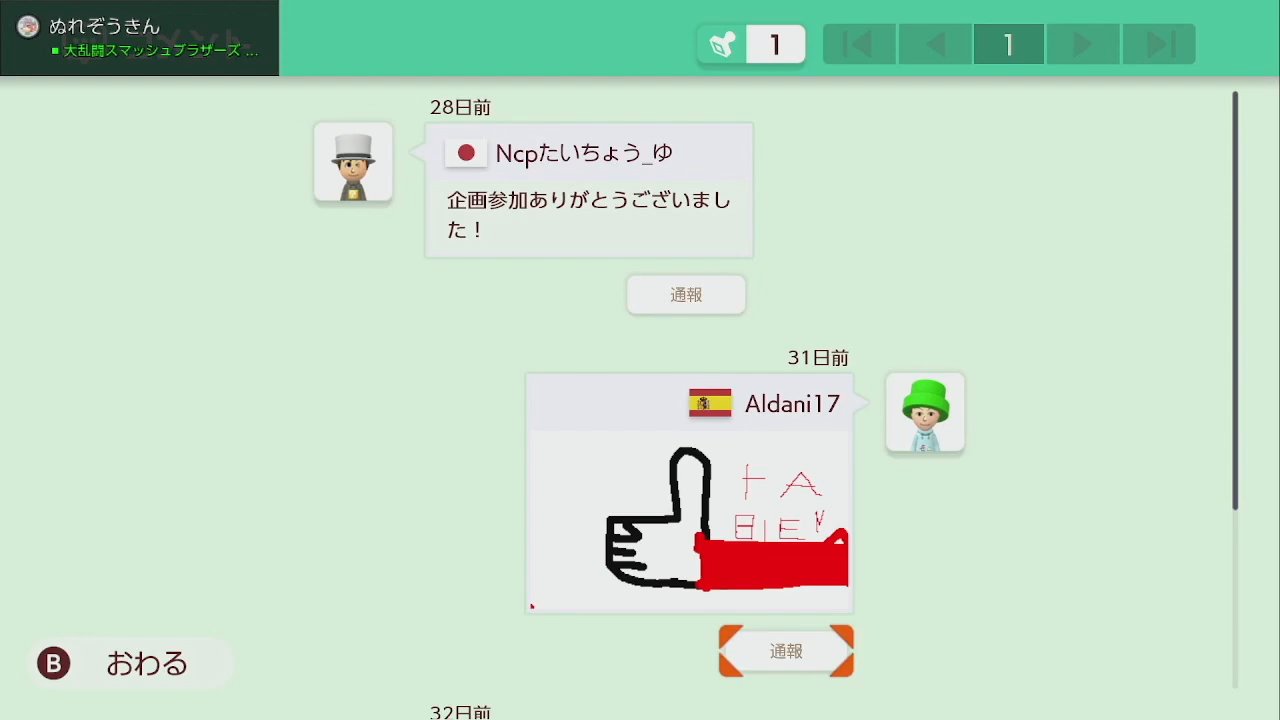 ぬれぞうきん
大乱闘スマッシュブラザーズ ...
1
1
28日前
Ncpたいちょう_ゆ
企画参加ありがとうございまし
た！
通報
31日前
Aldani17
TA
BIEN
通報
B おわる
32日前